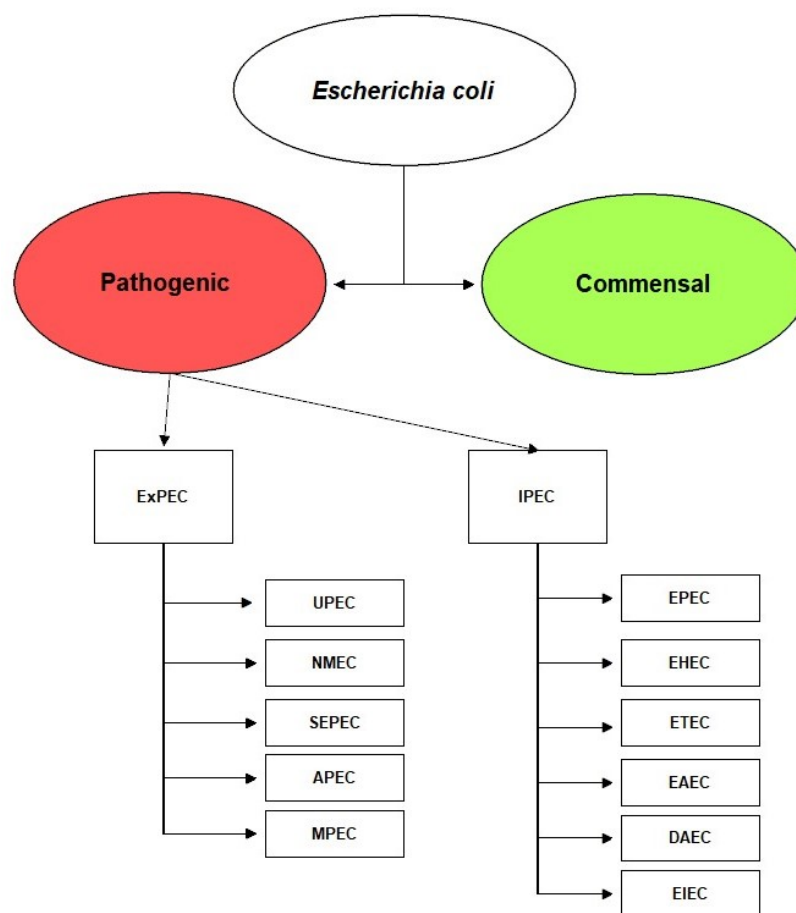 Escherichia coli
Pathogenic
Commensal
ExPEC
IPEC
UPEC
NMEC
SEPEC
APEC
MPEC
EPEC
EHEC
ETEC
EAEC
DAEC
EIEC